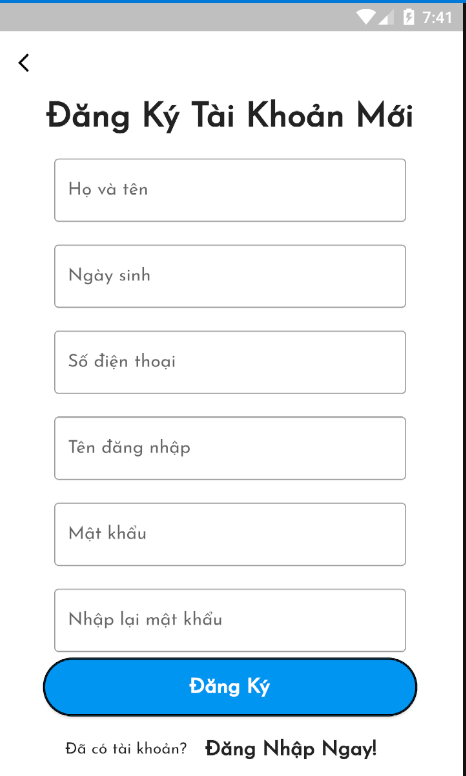 7:41
Đăng Ký Tài Khoản Mới
Họ và tên
Ngày sinh
Số điện thoại
Tên đăng nhập
Mật khẩu
Nhập lại mật khẩu
Đăng Ký
Đã có tài khoản? Đăng Nhập Ngay!